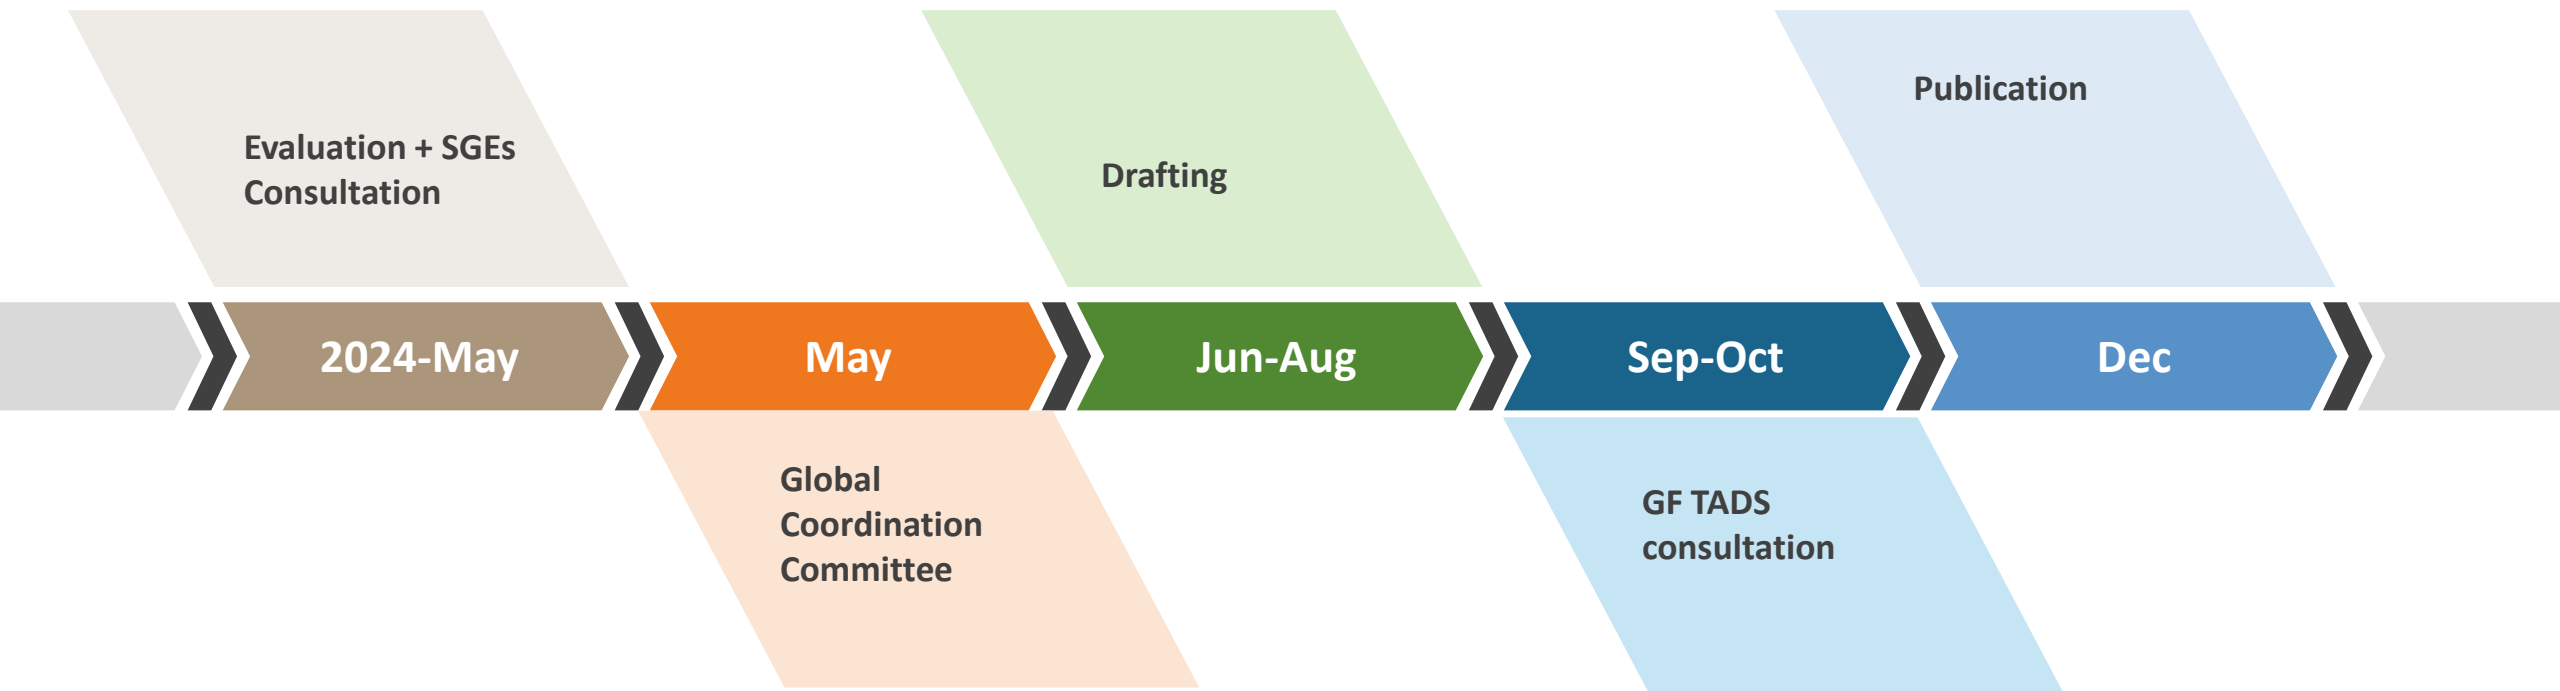 Evaluation + SGEs
Consultation
Drafting
Publication
2024-May
May
Jun-Aug
Sep-Oct
Dec
Global
Coordination
Committee
GF TADS
consultation